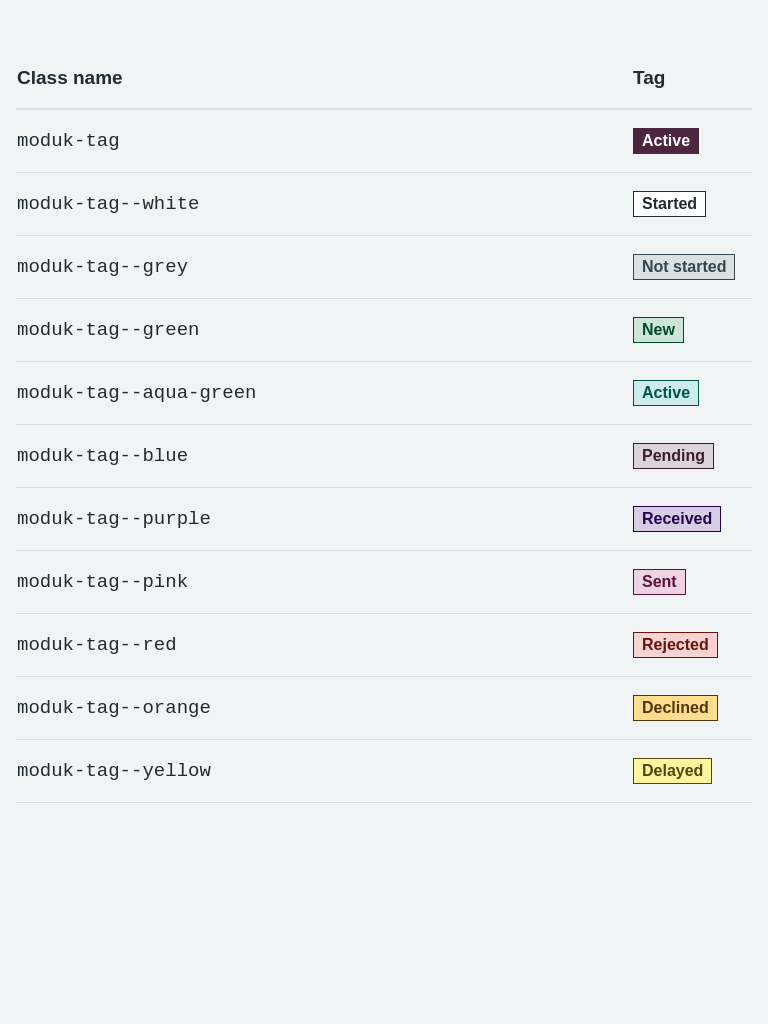 Class name Tag
moduk-tag Active
moduk-tag--white Started
moduk-tag--grey Not started
moduk-tag--green New
moduk-tag--aqua-green Active
moduk-tag--blue Pending
moduk-tag--purple Received
moduk-tag--pink Sent
moduk-tag--red Rejected
moduk-tag--orange Declined
moduk-tag--yellow Delayed